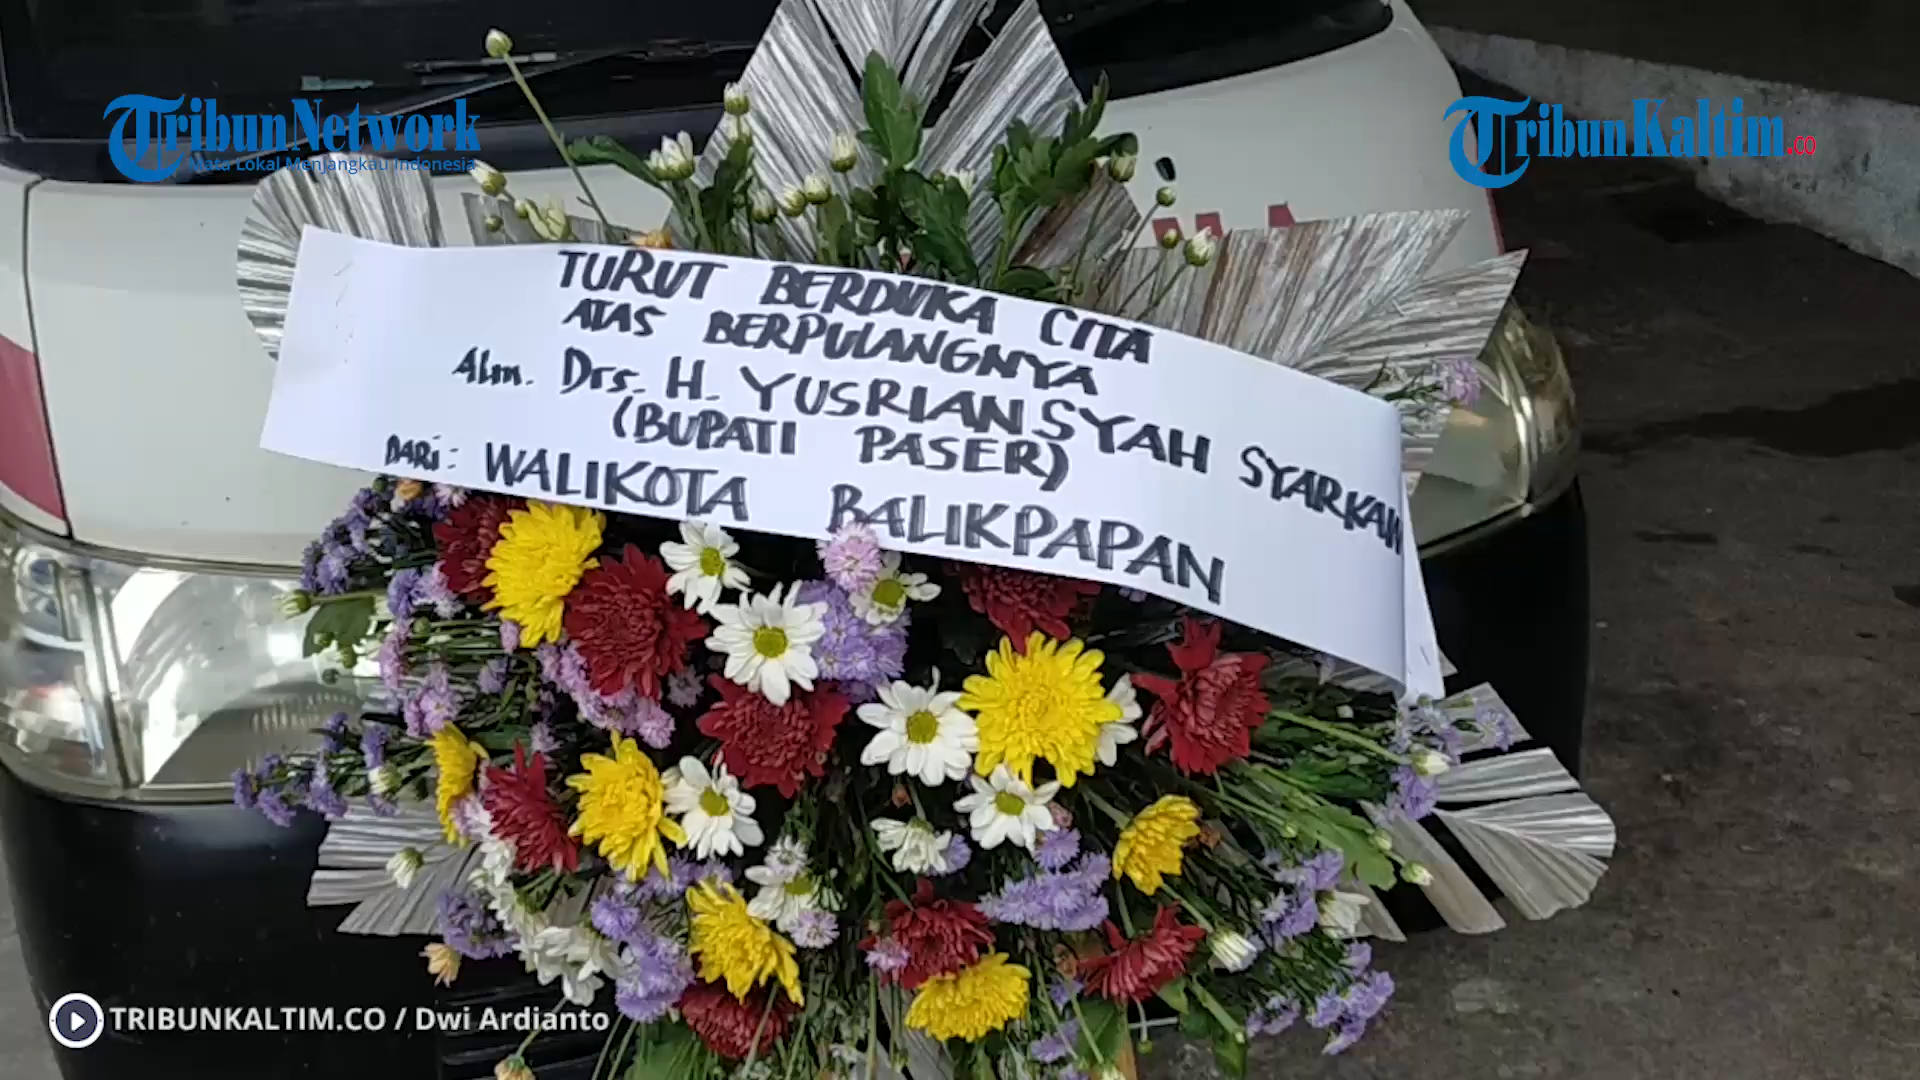 TribunNetwork
Mata Lokal Menjangkau Indonesia
TribunKaltim.co
TURUT BERDUKA CITA
ATAS BERPULANGNYA
Alm. Drs. H. YUSRIANSYAH SYARKAWI
(BUPATI PASER)
DARi: WALIKOTA BALIKPAPAN
TRIBUNKALTIM.CO / Dwi Ardianto